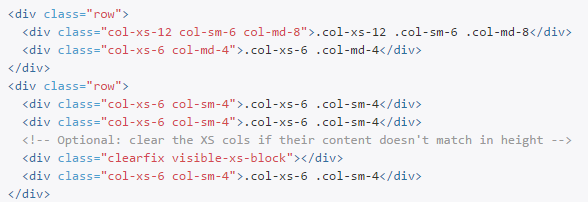 <div class="row">
  <div class="col-xs-12 col-sm-6 col-md-8">.col-xs-12 .col-sm-6 .col-md-8</div>
  <div class="col-xs-6 col-md-4">.col-xs-6 .col-md-4</div>
</div>
<div class="row">
  <div class="col-xs-6 col-sm-4">.col-xs-6 .col-sm-4</div>
  <div class="col-xs-6 col-sm-4">.col-xs-6 .col-sm-4</div>
  <!-- Optional: clear the XS cols if their content doesn't match in height -->
  <div class="clearfix visible-xs-block"></div>
  <div class="col-xs-6 col-sm-4">.col-xs-6 .col-sm-4</div>
</div>